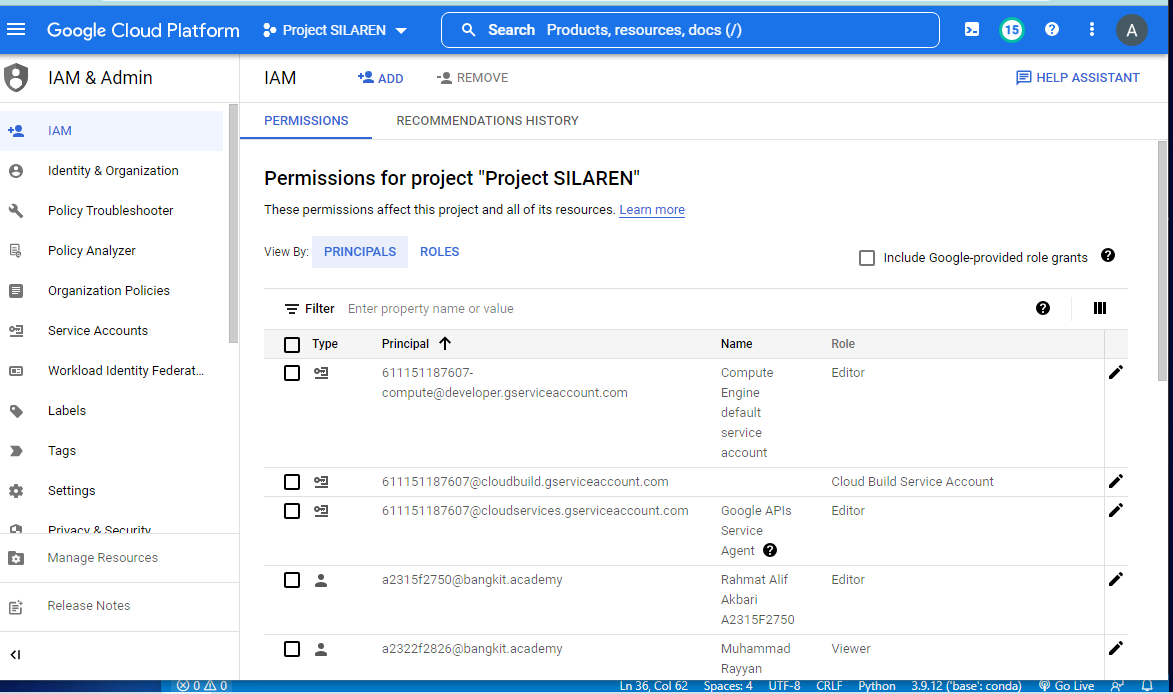 Google Cloud Platform
Project SILAREN
Search Products, resources, docs (/)
15
A
IAM & Admin
IAM
ADD
REMOVE
HELP ASSISTANT
IAM
Identity & Organization
Policy Troubleshooter
Policy Analyzer
Organization Policies
Service Accounts
Workload Identity Federat...
Labels
Tags
Settings
Privacy & Security
Manage Resources
Release Notes
PERMISSIONS
RECOMMENDATIONS HISTORY
Permissions for project "Project SILAREN"
These permissions affect this project and all of its resources. Learn more
View By: PRINCIPALS ROLES
Include Google-provided role grants
Filter Enter property name or value
Type Principal Name Role
611151187607-
compute@developer.gserviceaccount.com
Compute
Engine
default
service
account
Editor
611151187607@cloudbuild.gserviceaccount.com
Cloud Build Service Account
611151187607@cloudservices.gserviceaccount.com
Google APIs
Service
Agent
Editor
a2315f2750@bangkit.academy
Rahmat Alif
Akbari
A2315F2750
Editor
a2322f2826@bangkit.academy
Muhammad
Rayyan
Viewer
0 0
Ln 36, Col 62 Spaces: 4 UTF-8 CRLF Python 3.9.12 ('base': conda) Go Live